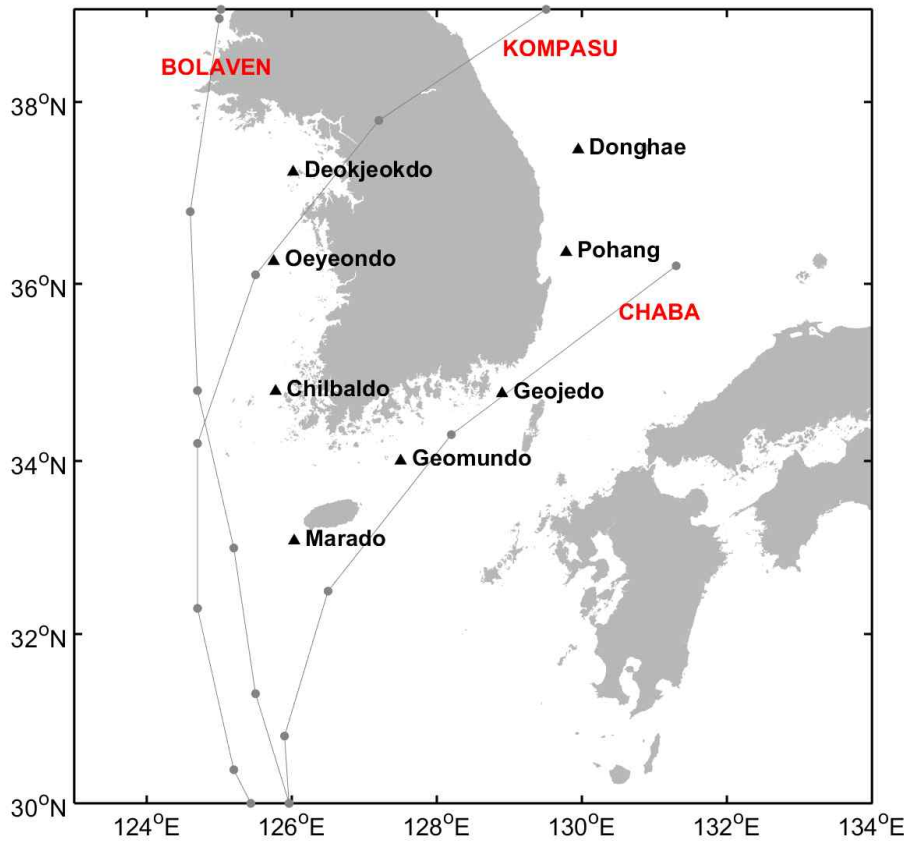 KOMPASU
BOLAVEN
38°N
Donghae
Deokjeokdo
Pohang
Oeyeondo
36°N
CHABA
Chilbaldo
Geojedo
34°N
Geomundo
Marado
32°N
30°N
124°E 126°E 128°E 130°E 132°E 134°E